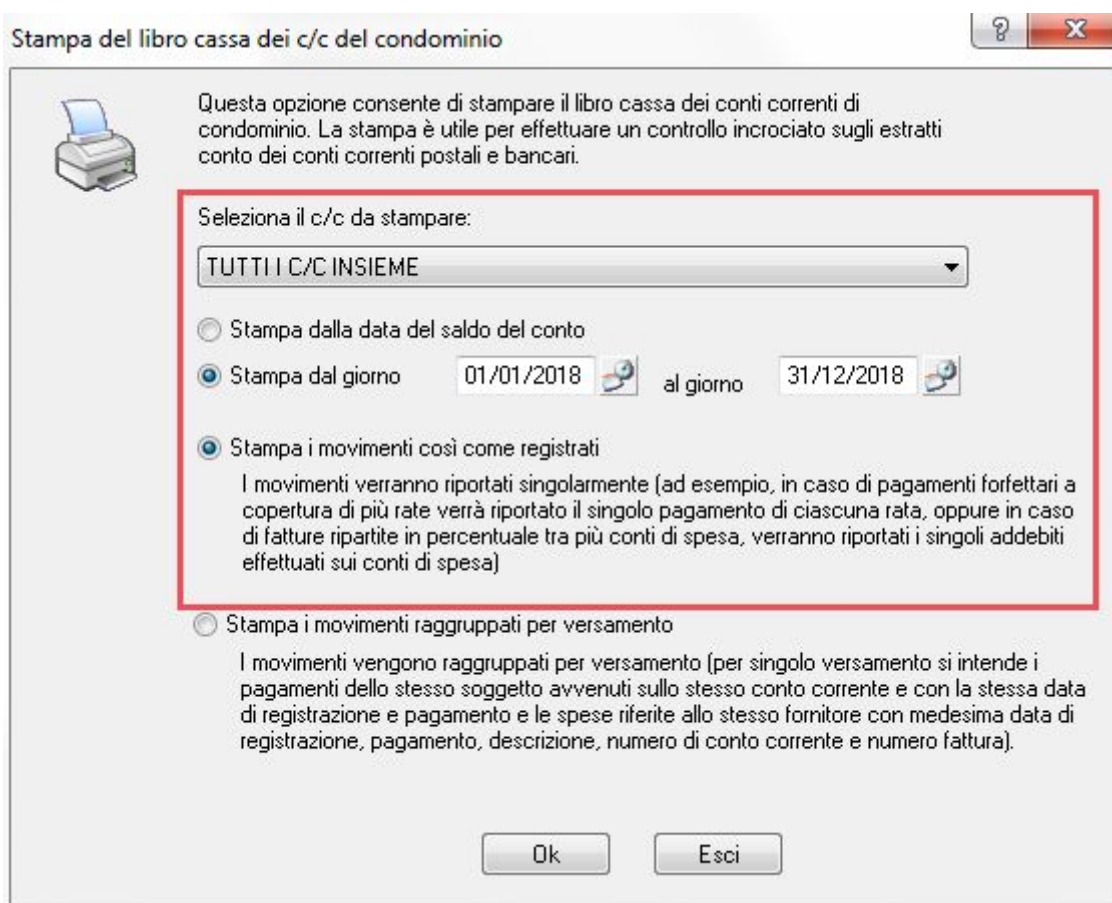 Stampa del libro cassa dei c/c del condominio
?
Questa opzione consente di stampare il libro cassa dei conti correnti di
condominio. La stampa è utile per effettuare un controllo incrociato sugli estratti
conto dei conti correnti postali e bancari.
Seleziona il c/c da stampare:
TUTTI I C/C INSIEME
Stampa dalla data del saldo del conto
Stampa dal giorno 01/01/2018 al giorno 31/12/2018
Stampa i movimenti così come registrati
I movimenti verranno riportati singolarmente (ad esempio, in caso di pagamenti forfettari a
copertura di più rate verrà riportato il singolo pagamento di ciascuna rata, oppure in caso
di fatture ripartite in percentuale tra più conti di spesa, verranno riportati i singoli addebiti
effettuati sui conti di spesa)
Stampa i movimenti raggruppati per versamento
I movimenti vengono raggruppati per versamento (per singolo versamento si intende i
pagamenti dello stesso soggetto avvenuti sullo stesso conto corrente e con la stessa data
di registrazione e pagamento e le spese riferite allo stesso fornitore con medesima data di
registrazione, pagamento, descrizione, numero di conto corrente e numero fattura).
Ok Esci